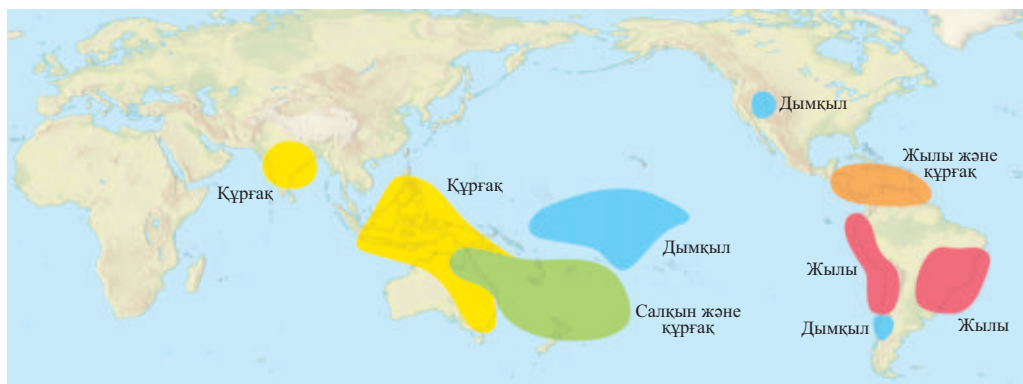 Дымқыл
Жылы және
құрғақ
Құрғақ
Құрғақ
Дымқыл
Жылы
Салқын және
құрғақ
Дымқыл
Жылы